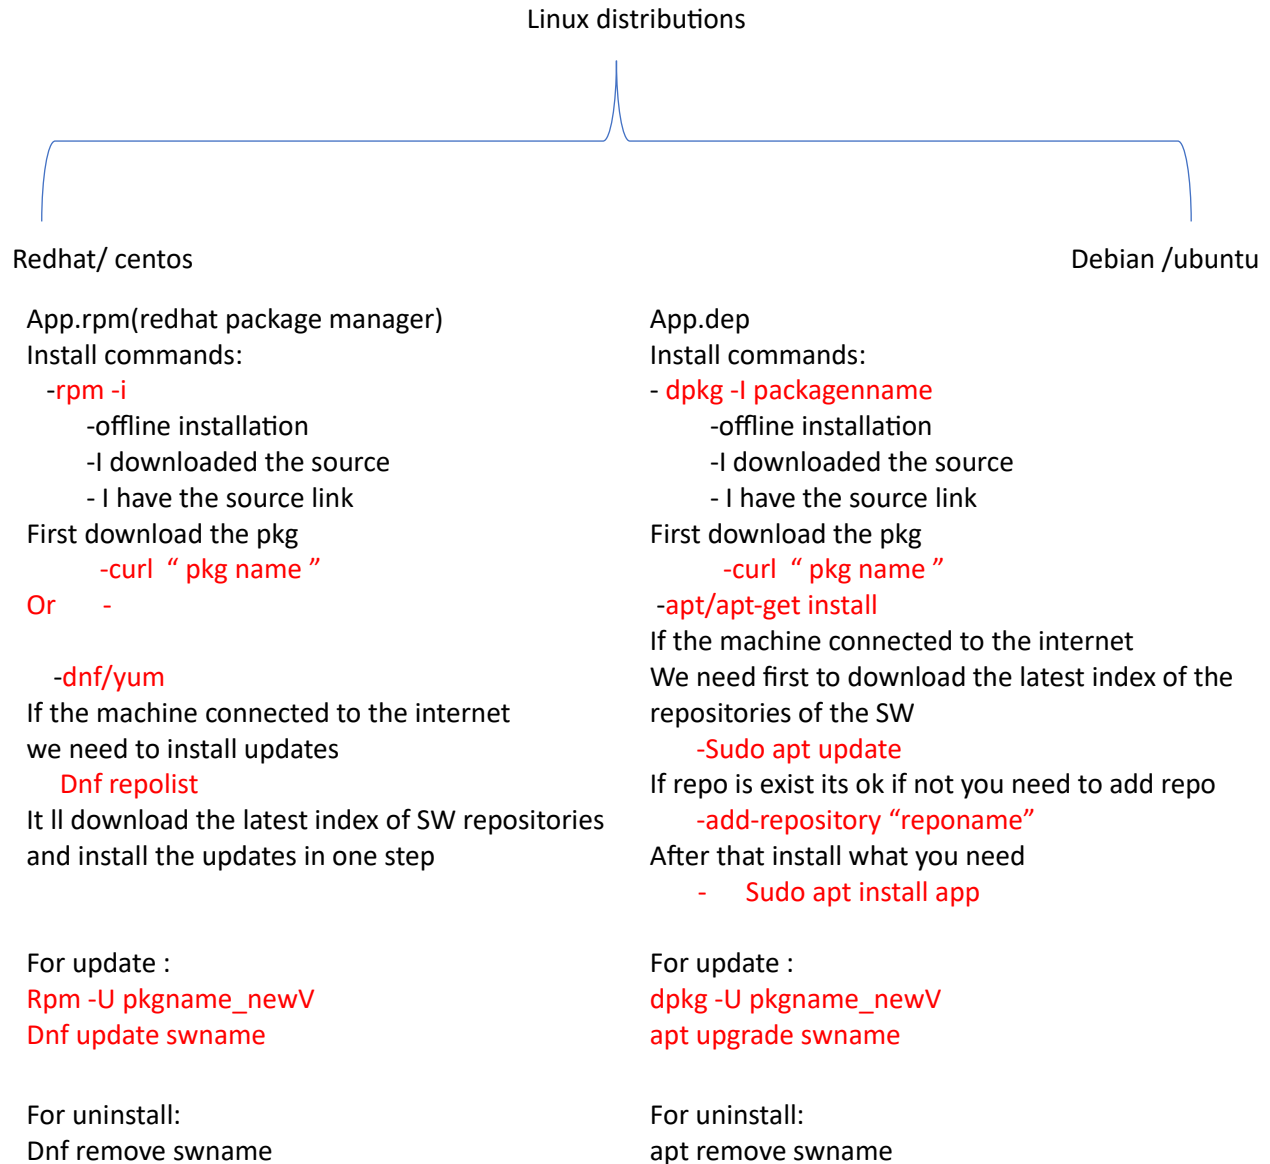 Linux distributions
Redhat/ centos
Debian /ubuntu
App.rpm(redhat package manager)
Install commands:
-rpm -i
-offline installation
-I downloaded the source
- I have the source link
First download the pkg
-curl “ pkg name ”
Or -
-dnf/yum
If the machine connected to the internet
we need to install updates
Dnf repolist
It ll download the latest index of SW repositories
and install the updates in one step
For update :
Rpm -U pkgname_newV
Dnf update swname
For uninstall:
Dnf remove swname
App.dep
Install commands:
- dpkg -I packagenname
-offline installation
-I downloaded the source
- I have the source link
First download the pkg
-curl “ pkg name ”
-apt/apt-get install
If the machine connected to the internet
We need first to download the latest index of the
repositories of the SW
-Sudo apt update
If repo is exist its ok if not you need to add repo
-add-repository “reponame”
After that install what you need
- Sudo apt install app
For update :
dpkg -U pkgname_newV
apt upgrade swname
For uninstall:
apt remove swname